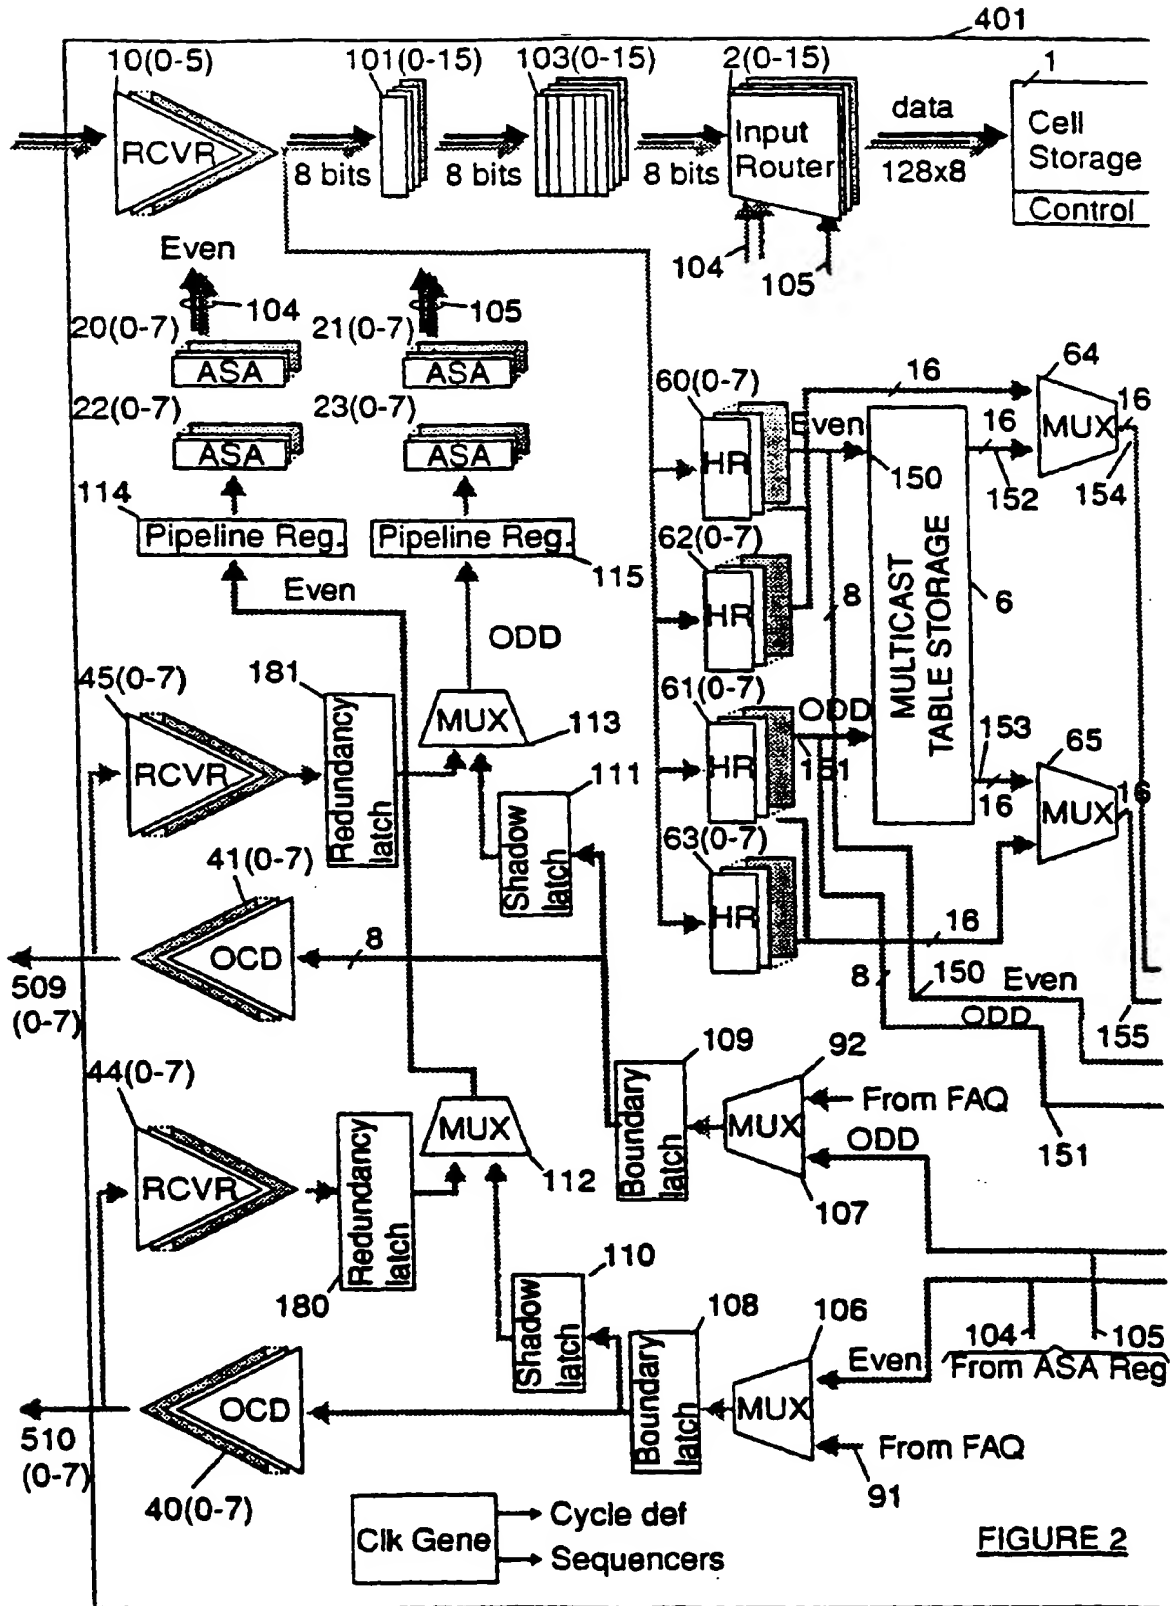 401
10(0-5)
101(0-15)
103(0-15)
2(0-15)
1
RCVR
8 bits
8 bits
8 bits
Input
Router
data
128x8
Cell
Storage
Control
104
105
Even
104
105
20(0-7)
21(0-7)
ASA
ASA
22(0-7)
23(0-7)
ASA
ASA
114
Pipeline Reg.
Pipeline Reg.
115
Even
ODD
60(0-7)
HR
Even
150
16
64
MUX
16
16
152
154
62(0-7)
HR
8
MULTICAST
TABLE STORAGE
6
61(0-7)
HR
ODD
151
153
16
65
MUX
16
63(0-7)
HR
16
8
150
Even
ODD
155
151
45(0-7)
RCVR
181
Redundancy
latch
MUX
113
111
Shadow
latch
41(0-7)
OCD
8
509
(0-7)
44(0-7)
RCVR
Redundancy
latch
180
MUX
112
109
Boundary
latch
92
MUX
From FAQ
ODD
107
110
Shadow
latch
108
Boundary
latch
106
MUX
Even
104
105
From ASA Reg
From FAQ
91
OCD
510
(0-7)
40(0-7)
Clk Gene
Cycle def
Sequencers
FIGURE 2